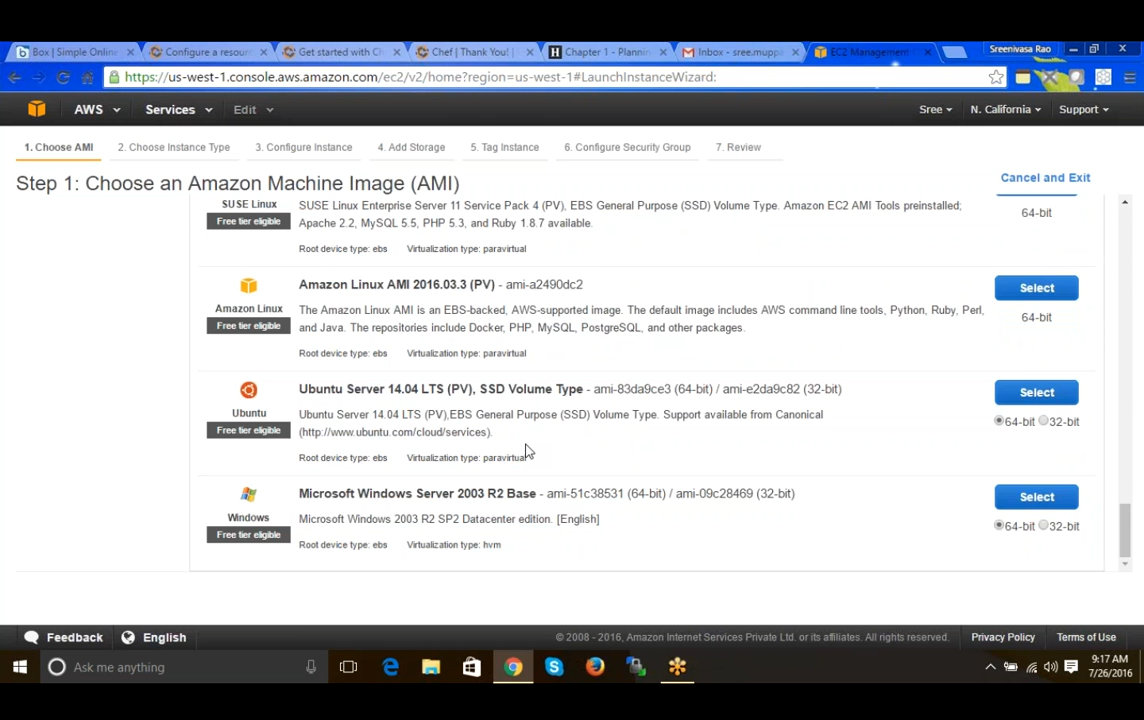 Box | Simple Online
Configure a resour
Get started with C
Chef | Thank You! |
Chapter 1 - Plannin
Inbox - sree.muppa
EC2 Management
Sreenivasa Rao
https://us-west-1.console.aws.amazon.com/ec2/v2/home?region=us-west-1#LaunchInstanceWizard:
AWS Services Edit Sree N. California Support
1. Choose AMI 2. Choose Instance Type 3. Configure Instance 4. Add Storage 5. Tag Instance 6. Configure Security Group 7. Review
Step 1: Choose an Amazon Machine Image (AMI)
Cancel and Exit
SUSE Linux
Free tier eligible
SUSE Linux Enterprise Server 11 Service Pack 4 (PV), EBS General Purpose (SSD) Volume Type. Amazon EC2 AMI Tools preinstalled;
Apache 2.2, MySQL 5.5, PHP 5.3, and Ruby 1.8.7 available.
Root device type: ebs Virtualization type: paravirtual
64-bit
Amazon Linux
Free tier eligible
Amazon Linux AMI 2016.03.3 (PV) - ami-a2490dc2
The Amazon Linux AMI is an EBS-backed, AWS-supported image. The default image includes AWS command line tools, Python, Ruby, Perl,
and Java. The repositories include Docker, PHP, MySQL, PostgreSQL, and other packages.
Root device type: ebs Virtualization type: paravirtual
Select
64-bit
Ubuntu
Free tier eligible
Ubuntu Server 14.04 LTS (PV), SSD Volume Type - ami-83da9ce3 (64-bit) / ami-e2da9c82 (32-bit)
Ubuntu Server 14.04 LTS (PV),EBS General Purpose (SSD) Volume Type. Support available from Canonical
(http://www.ubuntu.com/cloud/services).
Root device type: ebs Virtualization type: paravirtual
Select
64-bit 32-bit
Windows
Free tier eligible
Microsoft Windows Server 2003 R2 Base - ami-51c38531 (64-bit) / ami-09c28469 (32-bit)
Microsoft Windows 2003 R2 SP2 Datacenter edition. [English]
Root device type: ebs Virtualization type: hvm
Select
64-bit 32-bit
Feedback English © 2008 - 2016, Amazon Internet Services Private Ltd. or its affiliates. All rights reserved. Privacy Policy Terms of Use
Ask me anything
9:17 AM
7/26/2016